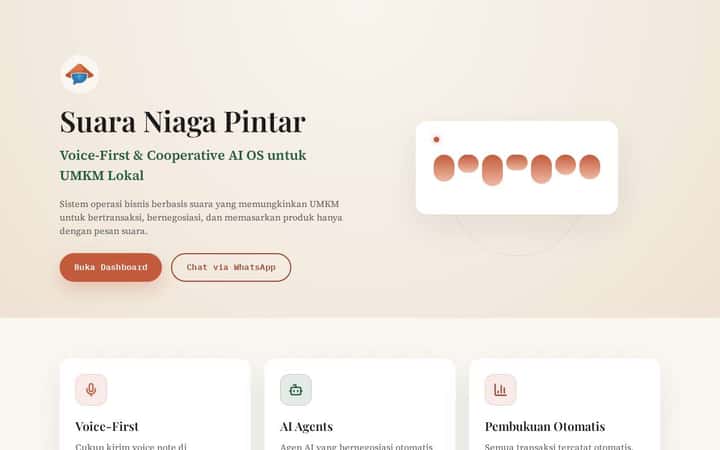 Suara Niaga Pintar
Voice-First & Cooperative AI OS untuk
UMKM Lokal
Sistem operasi bisnis berbasis suara yang memungkinkan UMKM
untuk bertransaksi, bernegosiasi, dan memasarkan produk hanya
dengan pesan suara.
Buka Dashboard
Chat via WhatsApp
Voice-First
Cukup kirim voice note di
AI Agents
Agen AI yang bernegosiasi otomatis
Pembukuan Otomatis
Semua transaksi tercatat otomatis.